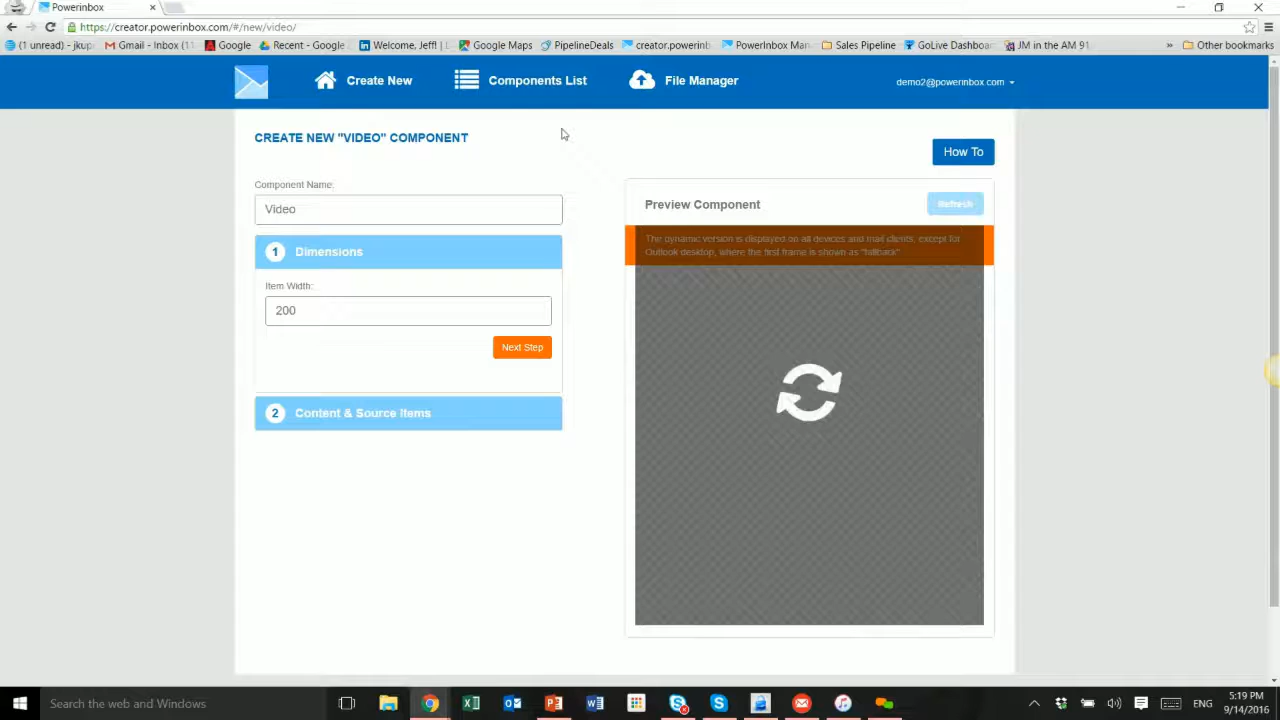 Powerinbox
https://creator.powerinbox.com/#/new/video/
(1 unread) - jkup
Gmail - Inbox (11
Google
Recent - Google
Welcome, Jeff! |
Google Maps
PipelineDeals
creator.powerinb
PowerInbox Man
Sales Pipeline
GoLive Dashboa
JM in the AM 91.
»
Other bookmarks
Create New
Components List
File Manager
demo2@powerinbox.com
CREATE NEW "VIDEO" COMPONENT
How To
Component Name:
Video
Preview Component
Refresh
The dynamic version is displayed on all devices and mail clients, except for
Outlook desktop, where the first frame is shown as "fallback"
1 Dimensions
Item Width:
200
Next Step
2 Content & Source Items
Search the web and Windows
ENG
5:19 PM
9/14/2016